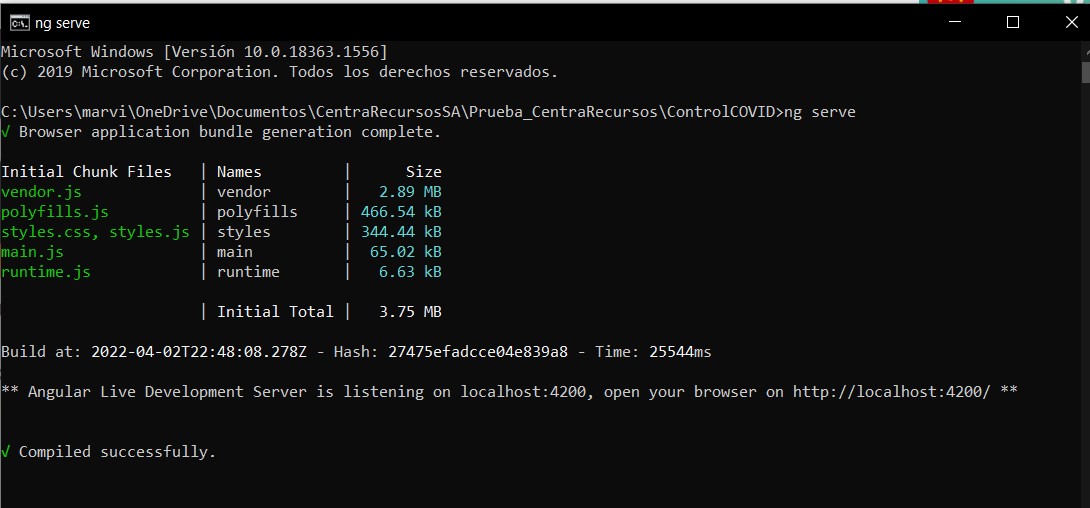 ng serve
Microsoft Windows [Versión 10.0.18363.1556]
(c) 2019 Microsoft Corporation. Todos los derechos reservados.
C:\Users\marvi\OneDrive\Documentos\CentraRecursosSA\Prueba_CentraRecursos\ControlCOVID>ng serve
√ Browser application bundle generation complete.
Initial Chunk Files   | Names         |      Size
vendor.js             | vendor        |   2.89 MB
polyfills.js          | polyfills     | 466.54 kB
styles.css, styles.js | styles        | 344.44 kB
main.js               | main          |  65.02 kB
runtime.js            | runtime       |   6.63 kB
                      | Initial Total |   3.75 MB
Build at: 2022-04-02T22:48:08.278Z - Hash: 27475efadcce04e839a8 - Time: 25544ms
** Angular Live Development Server is listening on localhost:4200, open your browser on http://localhost:4200/ **
√ Compiled successfully.